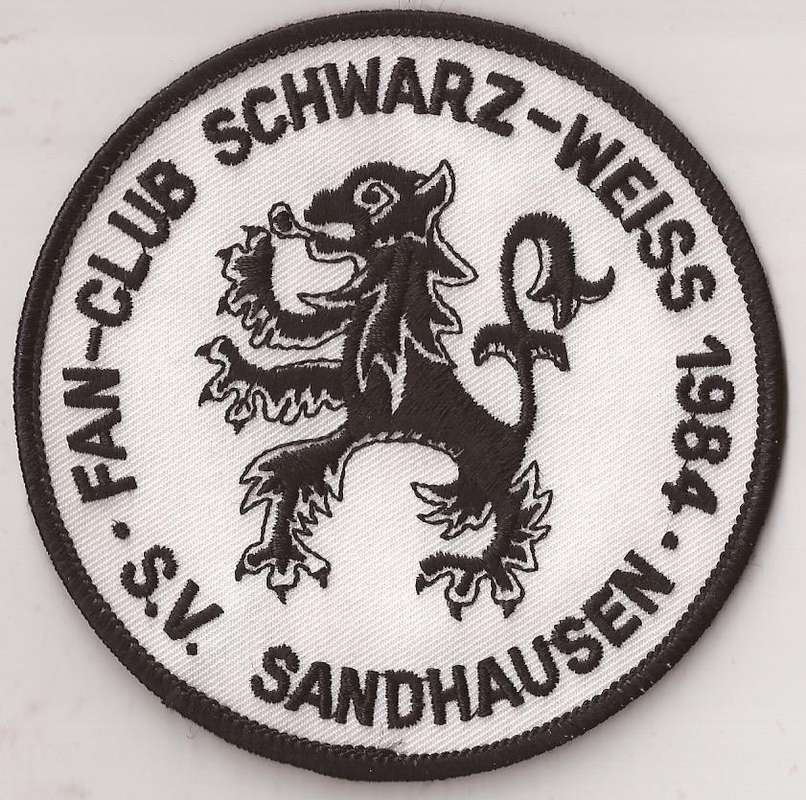 FAN-CLUB SCHWARZ-WEISS 1984
· S.V. SANDHAUSEN ·